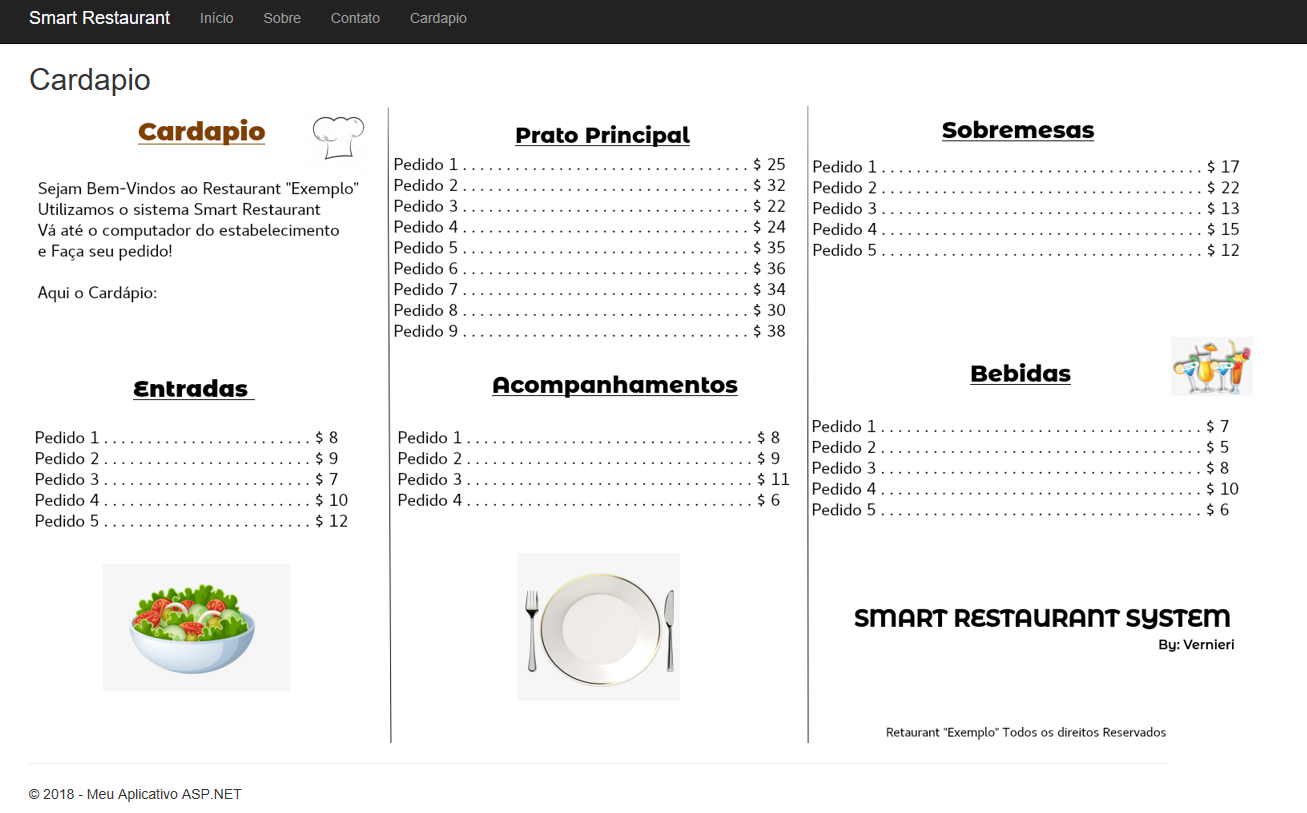 Smart Restaurant Início Sobre Contato Cardapio
Cardapio
Cardapio
Sejam Bem-Vindos ao Restaurant "Exemplo"
Utilizamos o sistema Smart Restaurant
Vá até o computador do estabelecimento
e Faça seu pedido!
Aqui o Cardápio:
Entradas
Pedido 1 . . . . . . . . . . . . . . . . . . . . . . . . $ 8
Pedido 2 . . . . . . . . . . . . . . . . . . . . . . . . $ 9
Pedido 3 . . . . . . . . . . . . . . . . . . . . . . . . $ 7
Pedido 4 . . . . . . . . . . . . . . . . . . . . . . . . $ 10
Pedido 5 . . . . . . . . . . . . . . . . . . . . . . . . $ 12
Prato Principal
Pedido 1 . . . . . . . . . . . . . . . . . . . . . . . . . . . . . . . . . $ 25
Pedido 2 . . . . . . . . . . . . . . . . . . . . . . . . . . . . . . . . . $ 32
Pedido 3 . . . . . . . . . . . . . . . . . . . . . . . . . . . . . . . . . $ 22
Pedido 4 . . . . . . . . . . . . . . . . . . . . . . . . . . . . . . . . . $ 24
Pedido 5 . . . . . . . . . . . . . . . . . . . . . . . . . . . . . . . . . $ 35
Pedido 6 . . . . . . . . . . . . . . . . . . . . . . . . . . . . . . . . . $ 36
Pedido 7 . . . . . . . . . . . . . . . . . . . . . . . . . . . . . . . . . $ 34
Pedido 8 . . . . . . . . . . . . . . . . . . . . . . . . . . . . . . . . . $ 30
Pedido 9 . . . . . . . . . . . . . . . . . . . . . . . . . . . . . . . . . $ 38
Acompanhamentos
Pedido 1 . . . . . . . . . . . . . . . . . . . . . . . . . . . . . . . . . $ 8
Pedido 2 . . . . . . . . . . . . . . . . . . . . . . . . . . . . . . . . . $ 9
Pedido 3 . . . . . . . . . . . . . . . . . . . . . . . . . . . . . . . . . $ 11
Pedido 4 . . . . . . . . . . . . . . . . . . . . . . . . . . . . . . . . . $ 6
Sobremesas
Pedido 1 . . . . . . . . . . . . . . . . . . . . . . . . . . . . . . . . . . . . . $ 17
Pedido 2 . . . . . . . . . . . . . . . . . . . . . . . . . . . . . . . . . . . . . $ 22
Pedido 3 . . . . . . . . . . . . . . . . . . . . . . . . . . . . . . . . . . . . . $ 13
Pedido 4 . . . . . . . . . . . . . . . . . . . . . . . . . . . . . . . . . . . . . $ 15
Pedido 5 . . . . . . . . . . . . . . . . . . . . . . . . . . . . . . . . . . . . . $ 12
Bebidas
Pedido 1 . . . . . . . . . . . . . . . . . . . . . . . . . . . . . . . . . . . . . $ 7
Pedido 2 . . . . . . . . . . . . . . . . . . . . . . . . . . . . . . . . . . . . . $ 5
Pedido 3 . . . . . . . . . . . . . . . . . . . . . . . . . . . . . . . . . . . . . $ 8
Pedido 4 . . . . . . . . . . . . . . . . . . . . . . . . . . . . . . . . . . . . . $ 10
Pedido 5 . . . . . . . . . . . . . . . . . . . . . . . . . . . . . . . . . . . . . $ 6
SMART RESTAURANT SYSTEM
By: Vernieri
Retaurant "Exemplo" Todos os direitos Reservados
© 2018 - Meu Aplicativo ASP.NET